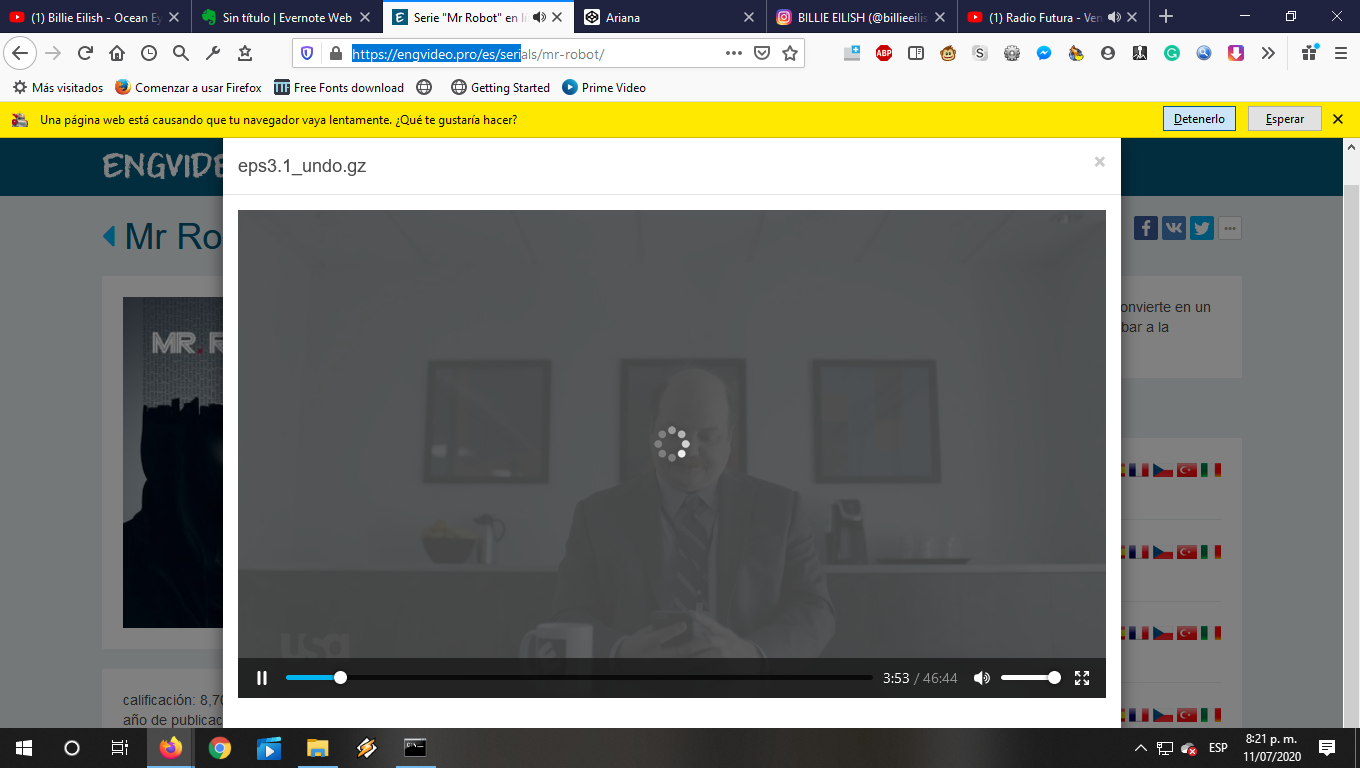 (1) Billie Eilish - Ocean Ey
Sin título | Evernote Web
Serie "Mr Robot" en lí
Ariana
BILLIE EILISH (@billieeilis
(1) Radio Futura - Ven
https://engvideo.pro/es/serials/mr-robot/
ABP
S
Más visitados
Comenzar a usar Firefox
Free Fonts download
Getting Started
Prime Video
Una página web está causando que tu navegador vaya lentamente. ¿Qué te gustaría hacer?
Detenerlo
Esperar
ENGVIDE
eps3.1_undo.gz
Mr Ro
MR. R
onvierte en un
bar a la
usa
3:53 / 46:44
calificación: 8,70
año de publicac
ESP
8:21 p. m.
11/07/2020